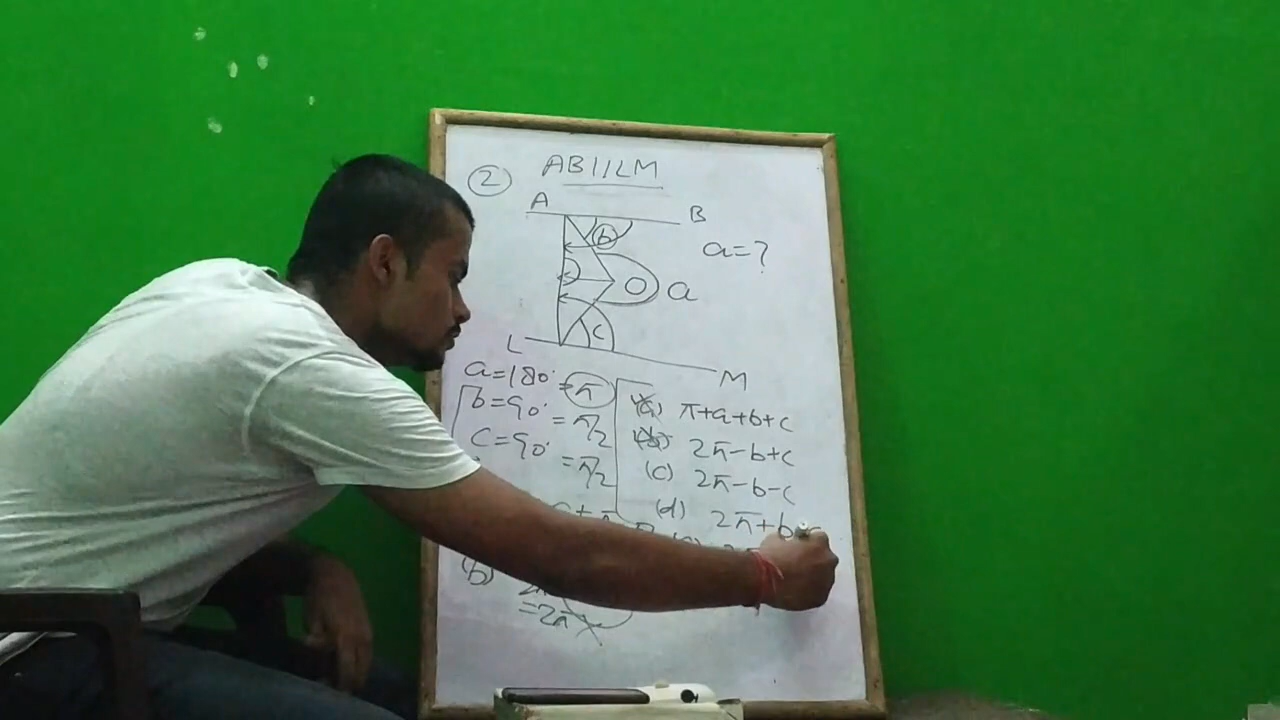 2
AB//LM
A
B
b
a=?
a
c
L
M
a=180°=π
b=90°=π/2
c=90°=π/2
(a) π+a+b+c
(b) 2π-b+c
(c) 2π-b-c
(d) 2π+b+c
(b)
=2π